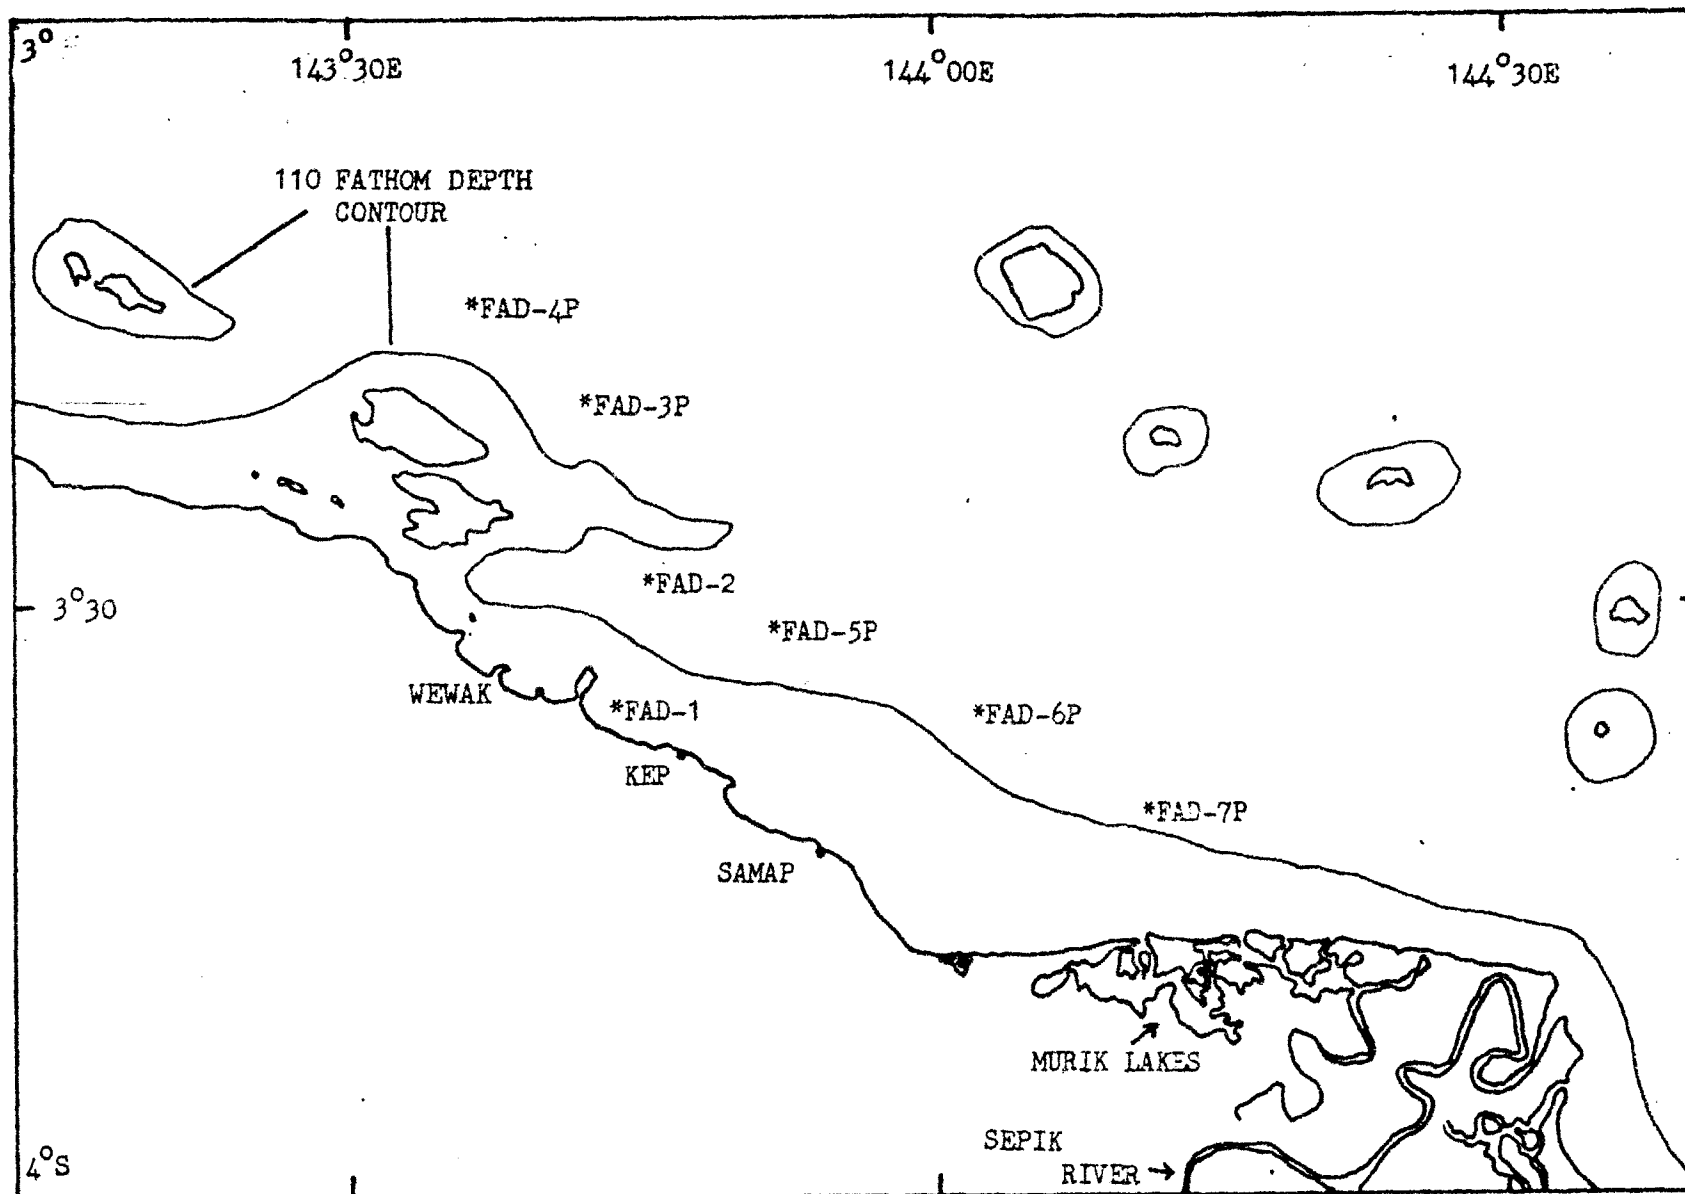 3°
143°30E
144°00E
144°30E
110 FATHOM DEPTH
CONTOUR
*FAD-4P
*FAD-3P
*FAD-2
3°30
*FAD-5P
WEWAK
*FAD-1
*FAD-6P
KEP
*FAD-7P
SAMAP
MURIK LAKES
SEPIK
RIVER →
4°S